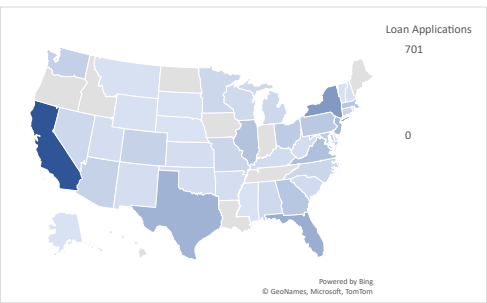 Loan Applications
701
0
Powered by Bing
© GeoNames, Microsoft, TomTom